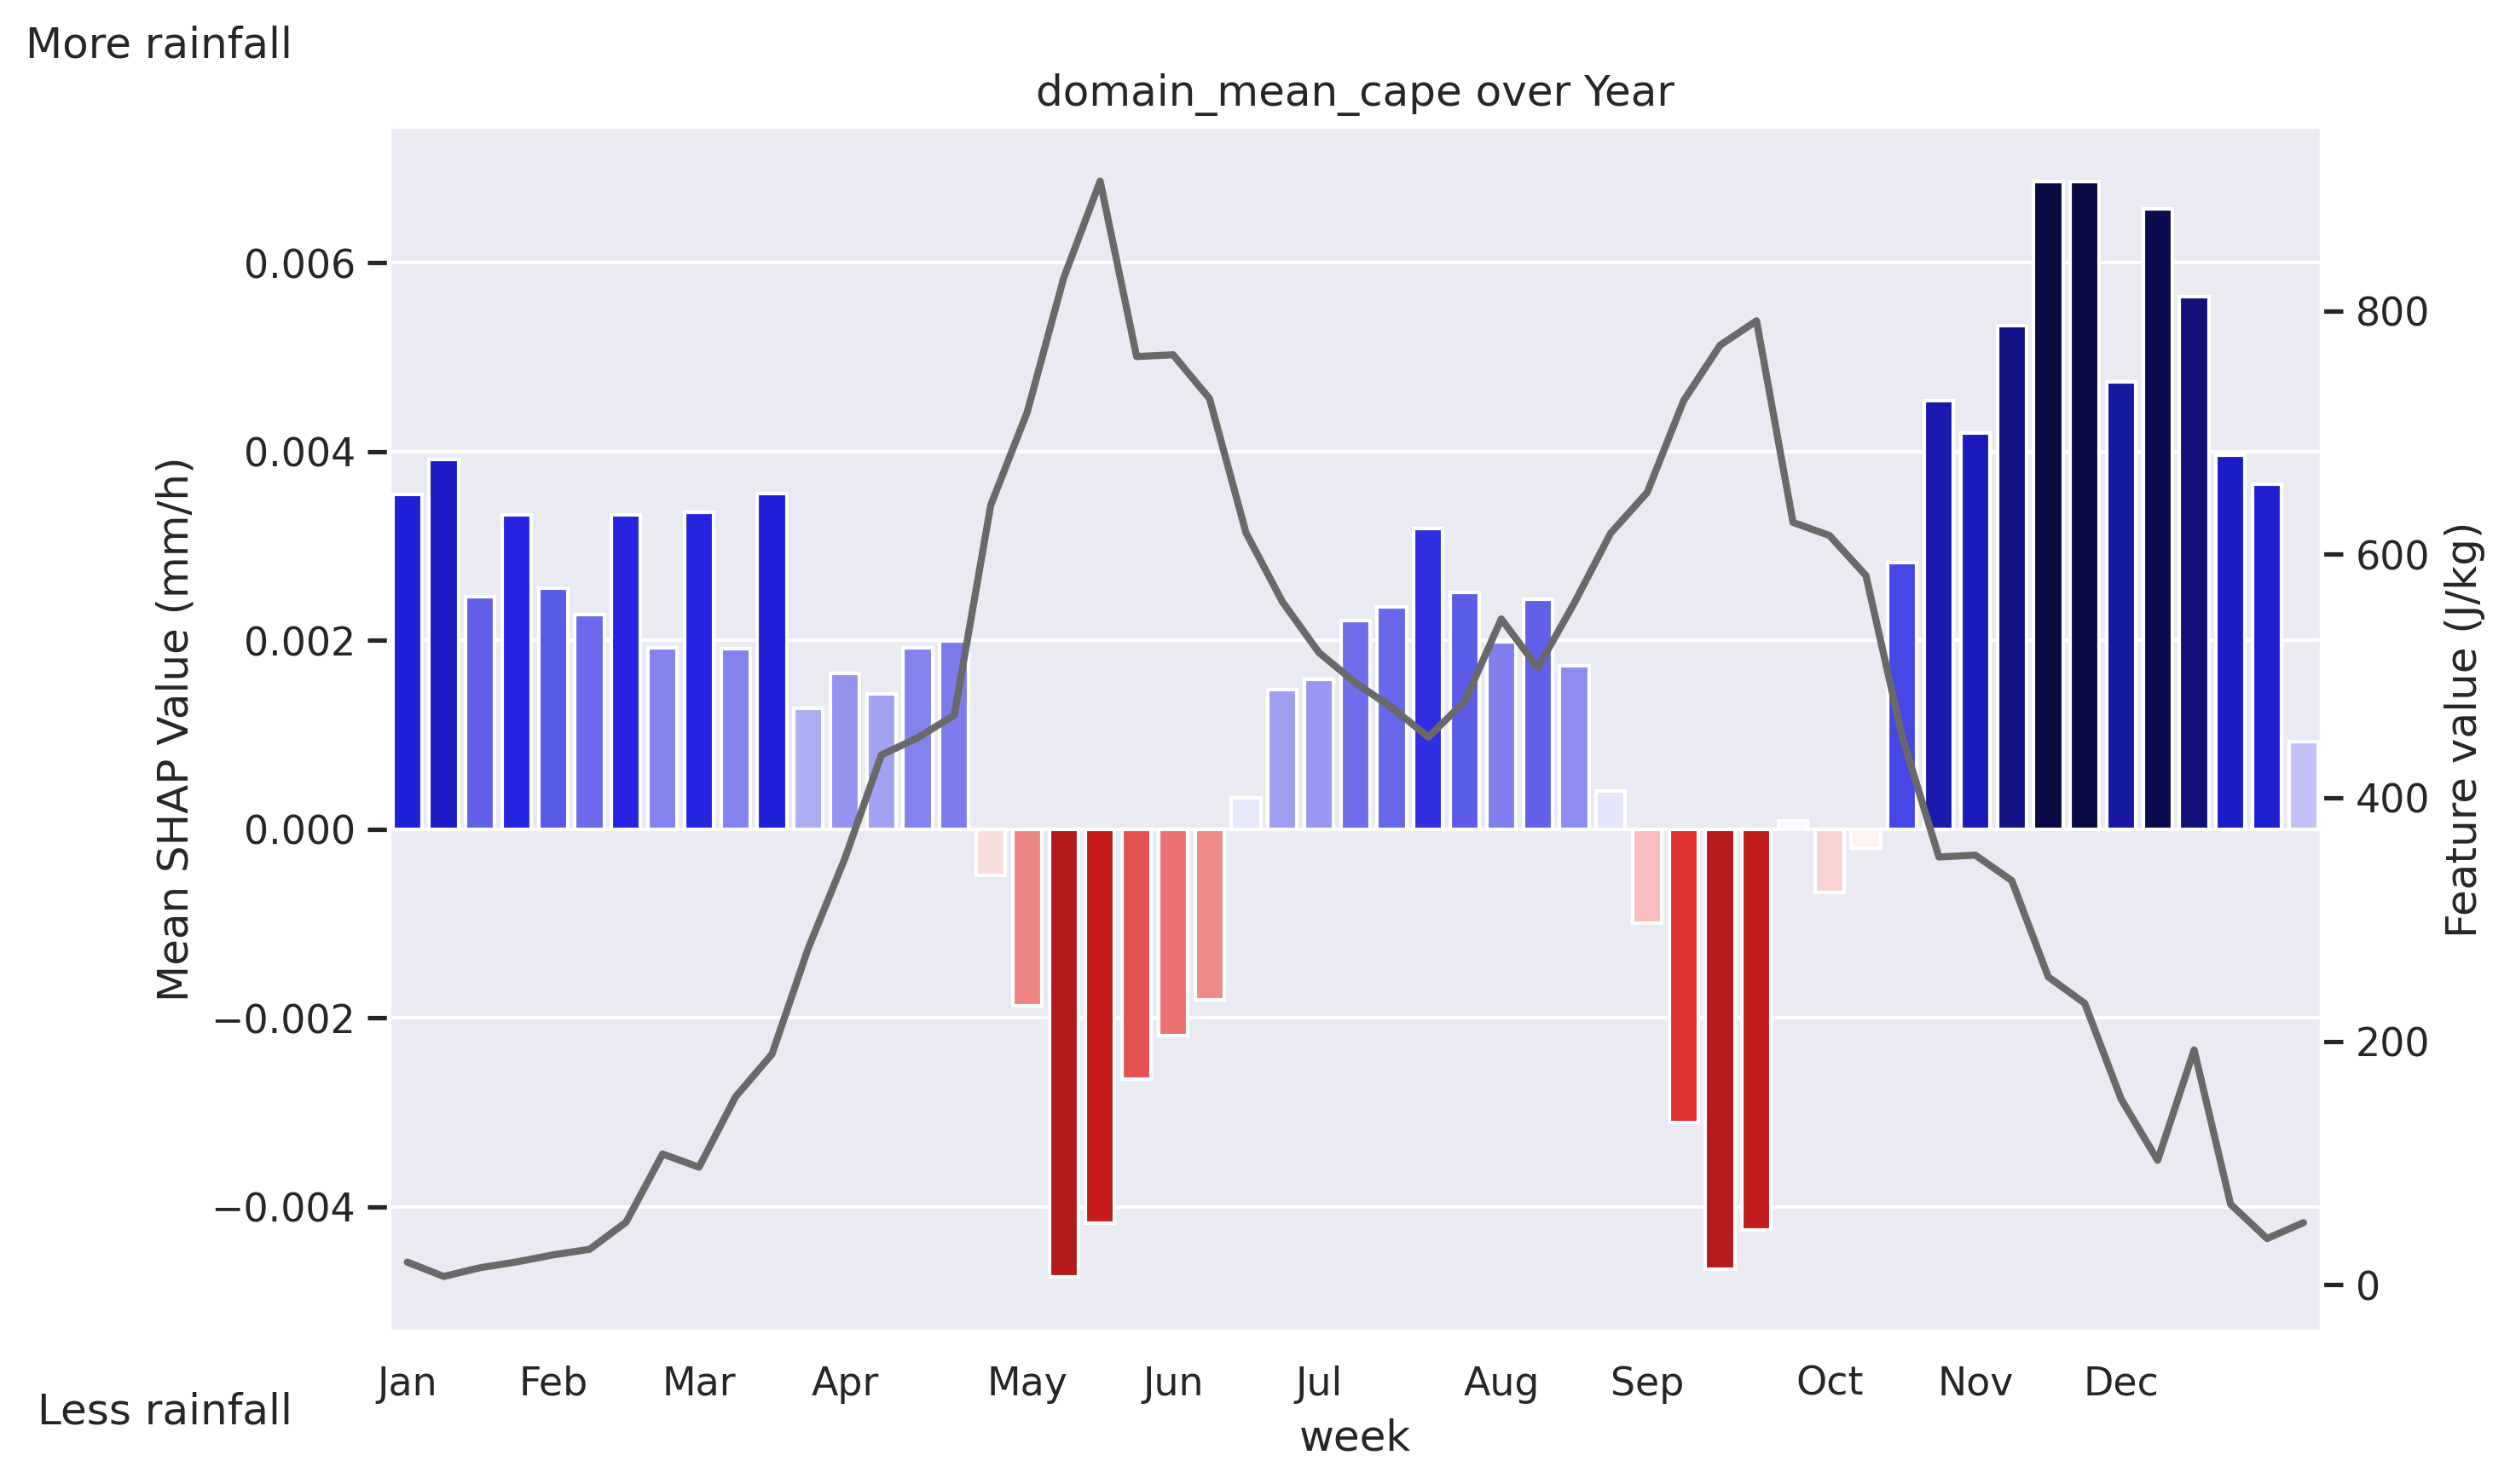 More rainfall
domain_mean_cape over Year
Mean SHAP Value (mm/h)
0.006
0.004
0.002
0.000
−0.002
−0.004
800
600
400
200
0
Feature value (J/kg)
Jan Feb Mar Apr May Jun Jul Aug Sep Oct Nov Dec
Less rainfall
week